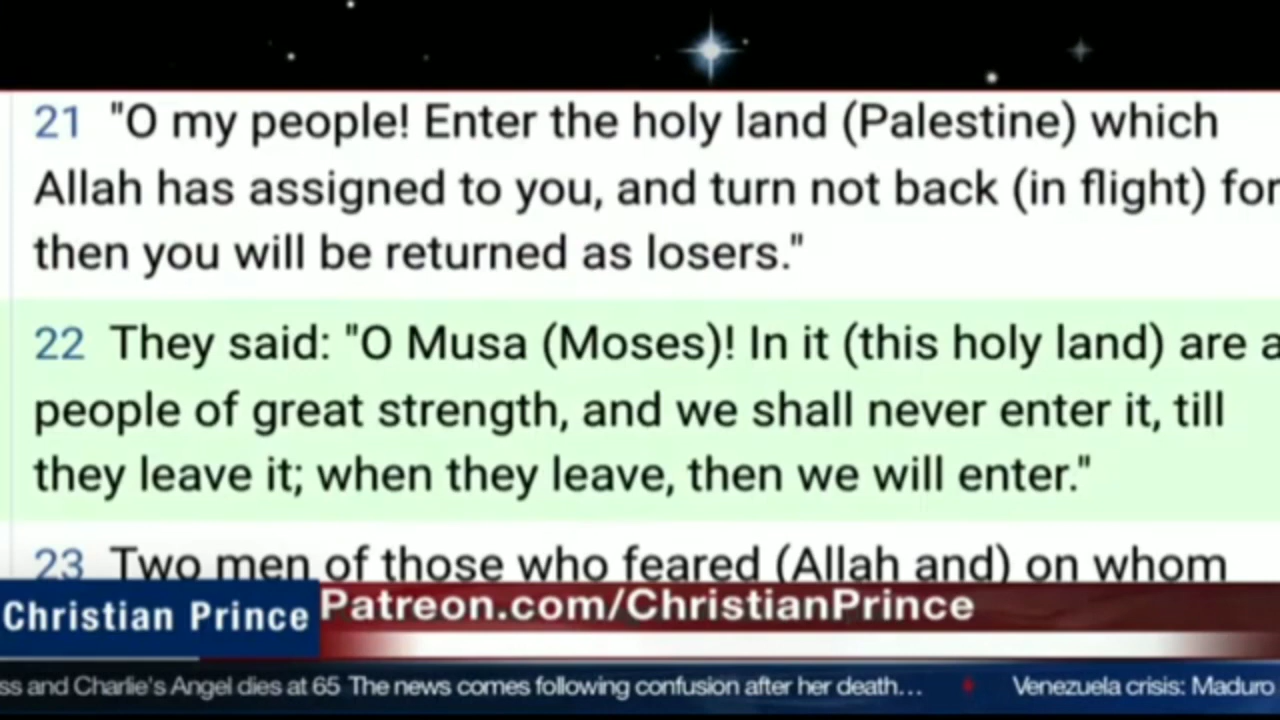 21 "O my people! Enter the holy land (Palestine) which
Allah has assigned to you, and turn not back (in flight) for
then you will be returned as losers."
22 They said: "O Musa (Moses)! In it (this holy land) are a
people of great strength, and we shall never enter it, till
they leave it; when they leave, then we will enter."
23 Two men of those who feared (Allah and) on whom
Christian Prince
Patreon.com/ChristianPrince
ss and Charlie's Angel dies at 65 The news comes following confusion after her death... Venezuela crisis: Maduro